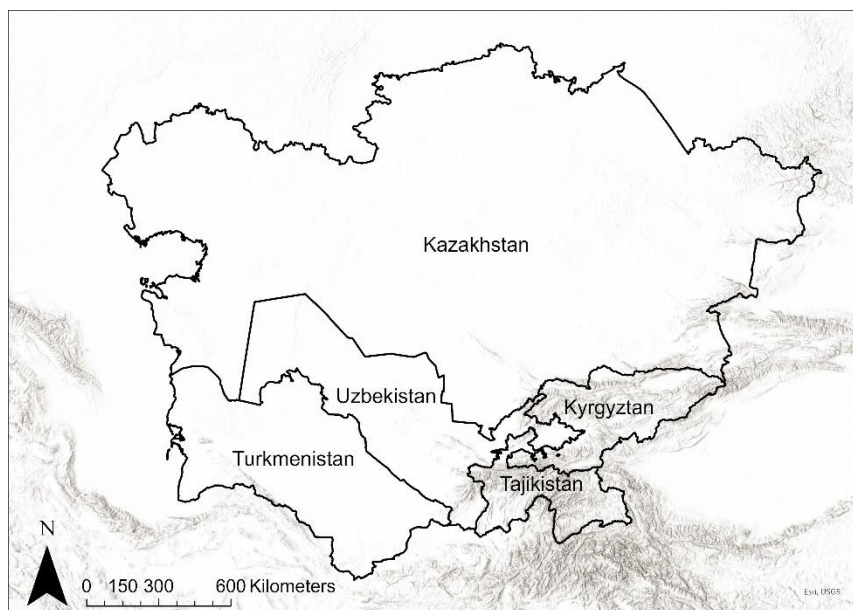 Kazakhstan
Uzbekistan
Kyrgyztan
Turkmenistan
Tajikistan
N
0 150 300 600 Kilometers
Esri, USGS